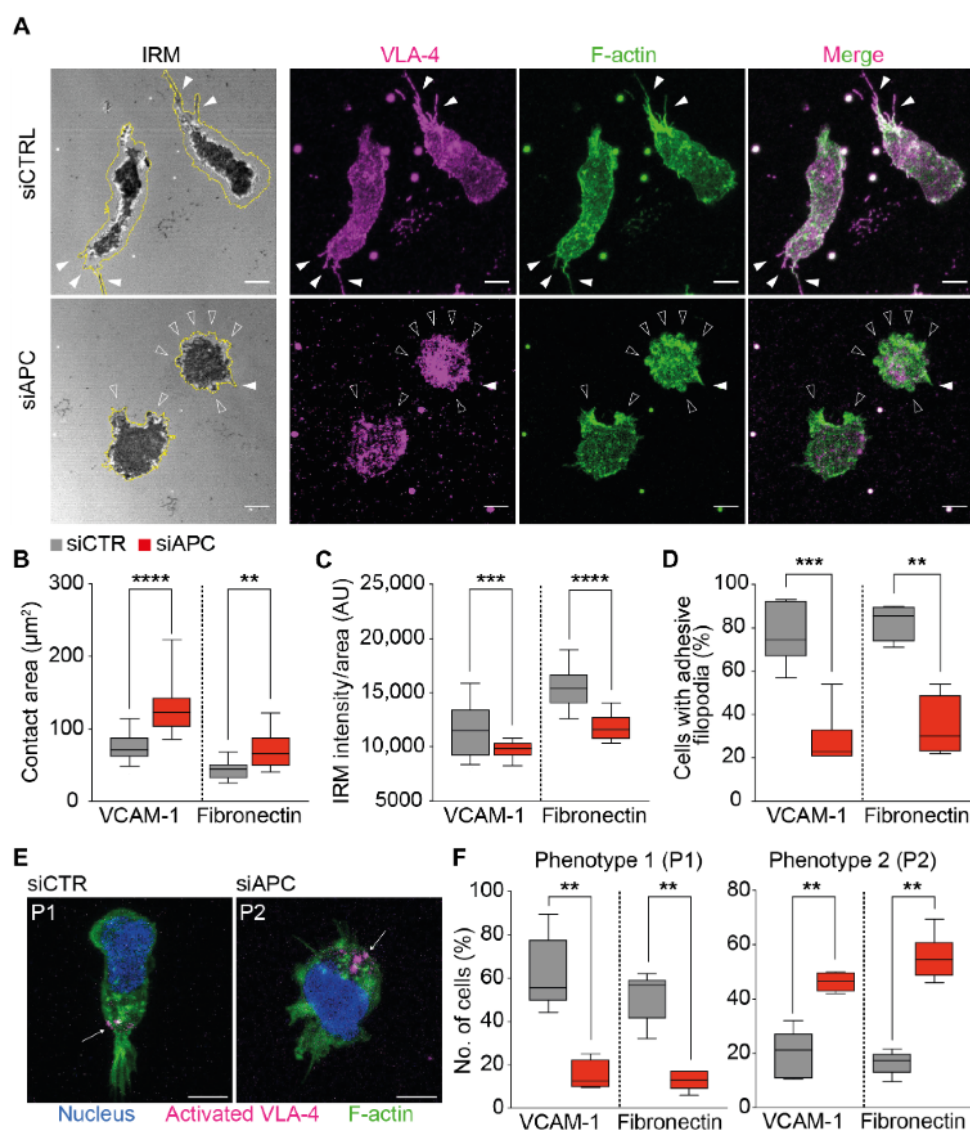 A
IRM
VLA-4
F-actin
Merge
siCTRL
siAPC
B
siCTR
siAPC
Contact area (µm²)
300
200
100
0
****
**
VCAM-1
Fibronectin
C
IRM intensity/area (AU)
25,000
20,000
15,000
10,000
5000
***
****
VCAM-1
Fibronectin
D
Cells with adhesive
filopodia (%)
100
80
60
40
20
0
***
**
VCAM-1
Fibronectin
E
siCTR
siAPC
P1
P2
Nucleus
Activated VLA-4
F-actin
F
Phenotype 1 (P1)
Phenotype 2 (P2)
No. of cells (%)
100
80
60
40
20
0
**
**
VCAM-1
Fibronectin
80
60
40
20
0
**
**
VCAM-1
Fibronectin